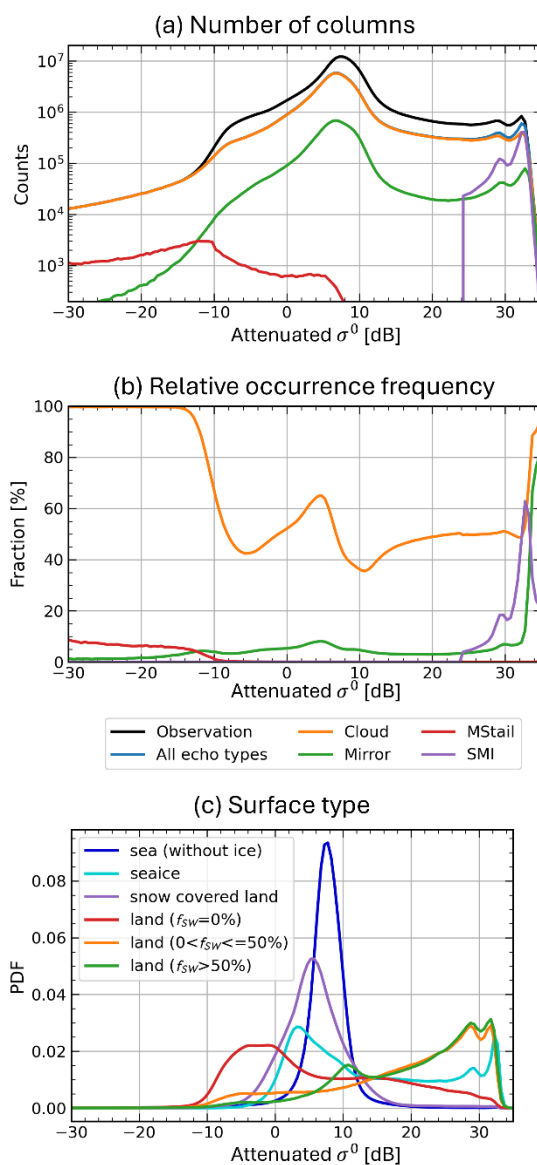 (a) Number of columns
10⁷
10⁶
10⁵
10⁴
10³
Counts
−30 −20 −10 0 10 20 30
Attenuated σ⁰ [dB]
(b) Relative occurrence frequency
100
80
60
40
20
0
Fraction [%]
−30 −20 −10 0 10 20 30
Attenuated σ⁰ [dB]
Observation Cloud MStail
All echo types Mirror SMI
(c) Surface type
sea (without ice)
seaice
snow covered land
land (fSW=0%)
land (0<fSW<=50%)
land (fSW>50%)
0.08
0.06
0.04
0.02
0.00
PDF
−30 −20 −10 0 10 20 30
Attenuated σ⁰ [dB]